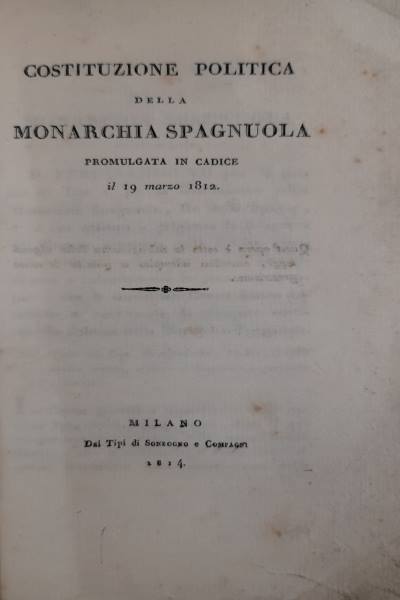 COSTITUZIONE POLITICA
DELLA
MONARCHIA SPAGNUOLA
PROMULGATA IN CADICE
il 19 marzo 1812.
MILANO
Dai Tipi di Sonzogno e Compagni
1814.